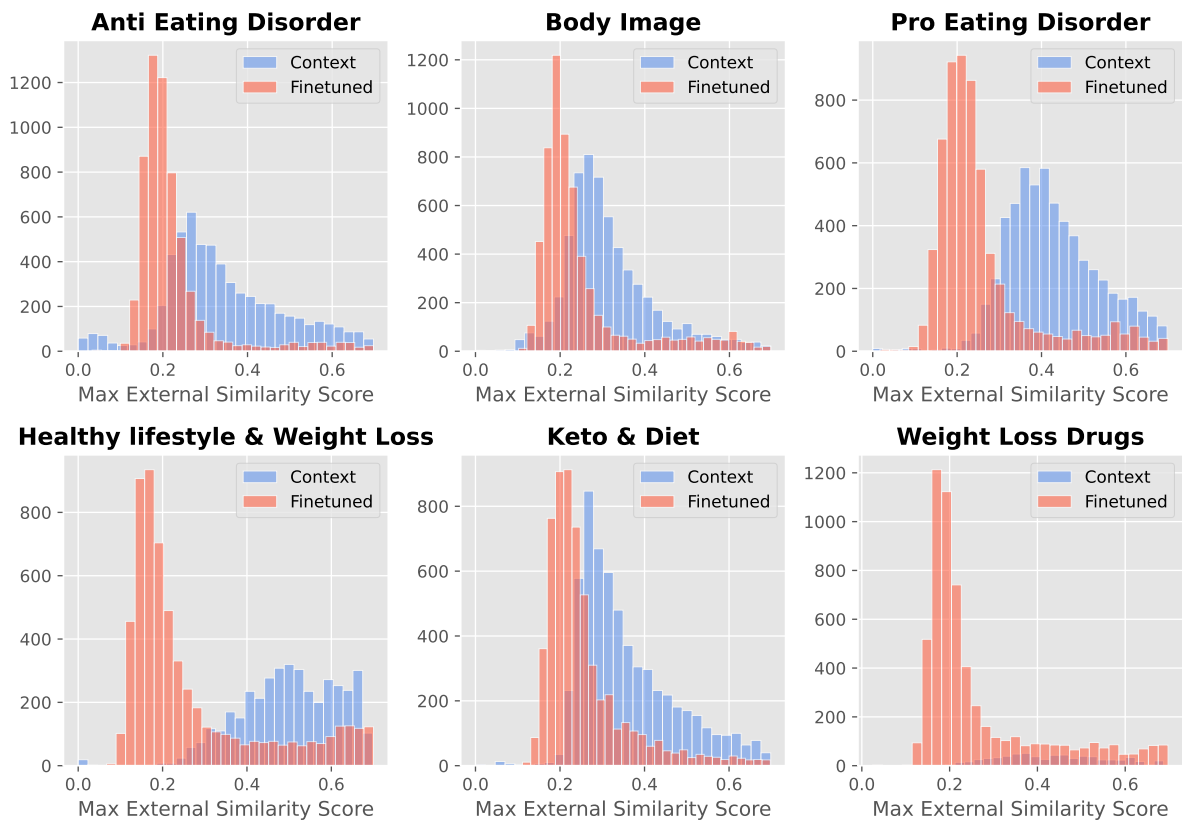 Anti Eating Disorder
Context
Finetuned
1200
1000
800
600
400
200
0
0.0 0.2 0.4 0.6
Max External Similarity Score
Body Image
Context
Finetuned
1200
1000
800
600
400
200
0
0.0 0.2 0.4 0.6
Max External Similarity Score
Pro Eating Disorder
Context
Finetuned
800
600
400
200
0
0.0 0.2 0.4 0.6
Max External Similarity Score
Healthy lifestyle & Weight Loss
Context
Finetuned
800
600
400
200
0
0.0 0.2 0.4 0.6
Max External Similarity Score
Keto & Diet
Context
Finetuned
800
600
400
200
0
0.0 0.2 0.4 0.6
Max External Similarity Score
Weight Loss Drugs
Context
Finetuned
1200
1000
800
600
400
200
0
0.0 0.2 0.4 0.6
Max External Similarity Score